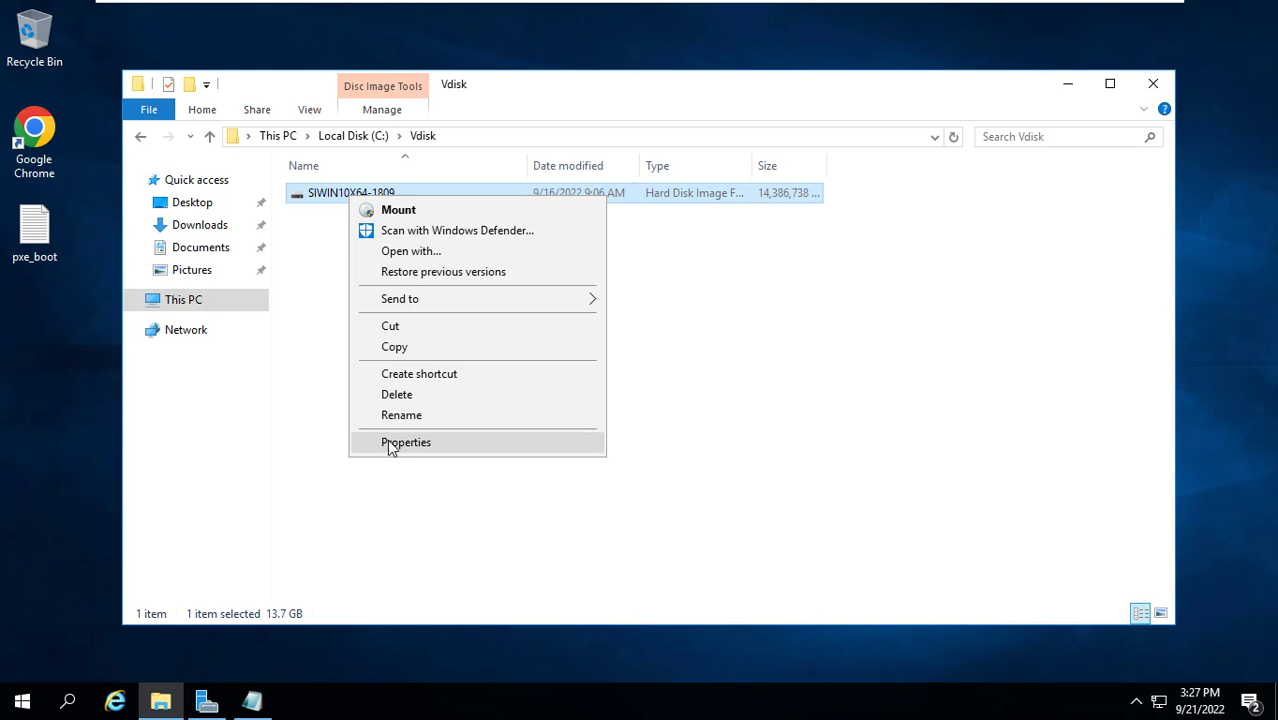 Recycle Bin
Google
Chrome
pxe_boot
Disc Image Tools
Vdisk
File
Home
Share
View
Manage
This PC
Local Disk (C:)
Vdisk
Search Vdisk
Name
Date modified
Type
Size
Quick access
Desktop
Downloads
Documents
Pictures
This PC
Network
SIWIN10X64-1809
9/16/2022 9:06 AM
Hard Disk Image F...
14,386,738 ...
Mount
Scan with Windows Defender...
Open with...
Restore previous versions
Send to
Cut
Copy
Create shortcut
Delete
Rename
Properties
1 item
1 item selected
13.7 GB
3:27 PM
9/21/2022
2